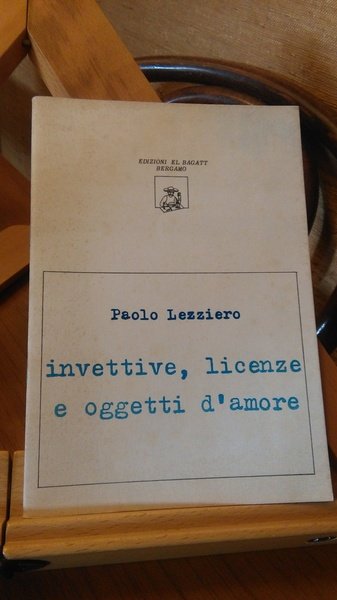 EDIZIONI EL BAGATT
BERGAMO
Paolo Lezziero
invettive, licenze
e oggetti d'amore